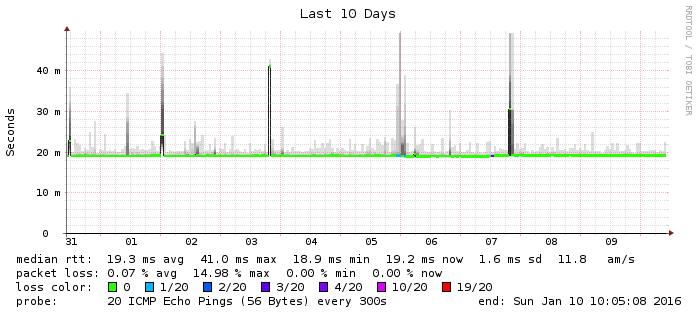 Last 10 Days
RRDTOOL / TOBI OETIKER
Seconds
40 m
30 m
20 m
10 m
0
31 01 02 03 04 05 06 07 08 09
median rtt: 19.3 ms avg 41.0 ms max 18.9 ms min 19.2 ms now 1.6 ms sd 11.8 am/s
packet loss: 0.07 % avg 14.98 % max 0.00 % min 0.00 % now
loss color: 0 1/20 2/20 3/20 4/20 10/20 19/20
probe: 20 ICMP Echo Pings (56 Bytes) every 300s end: Sun Jan 10 10:05:08 2016